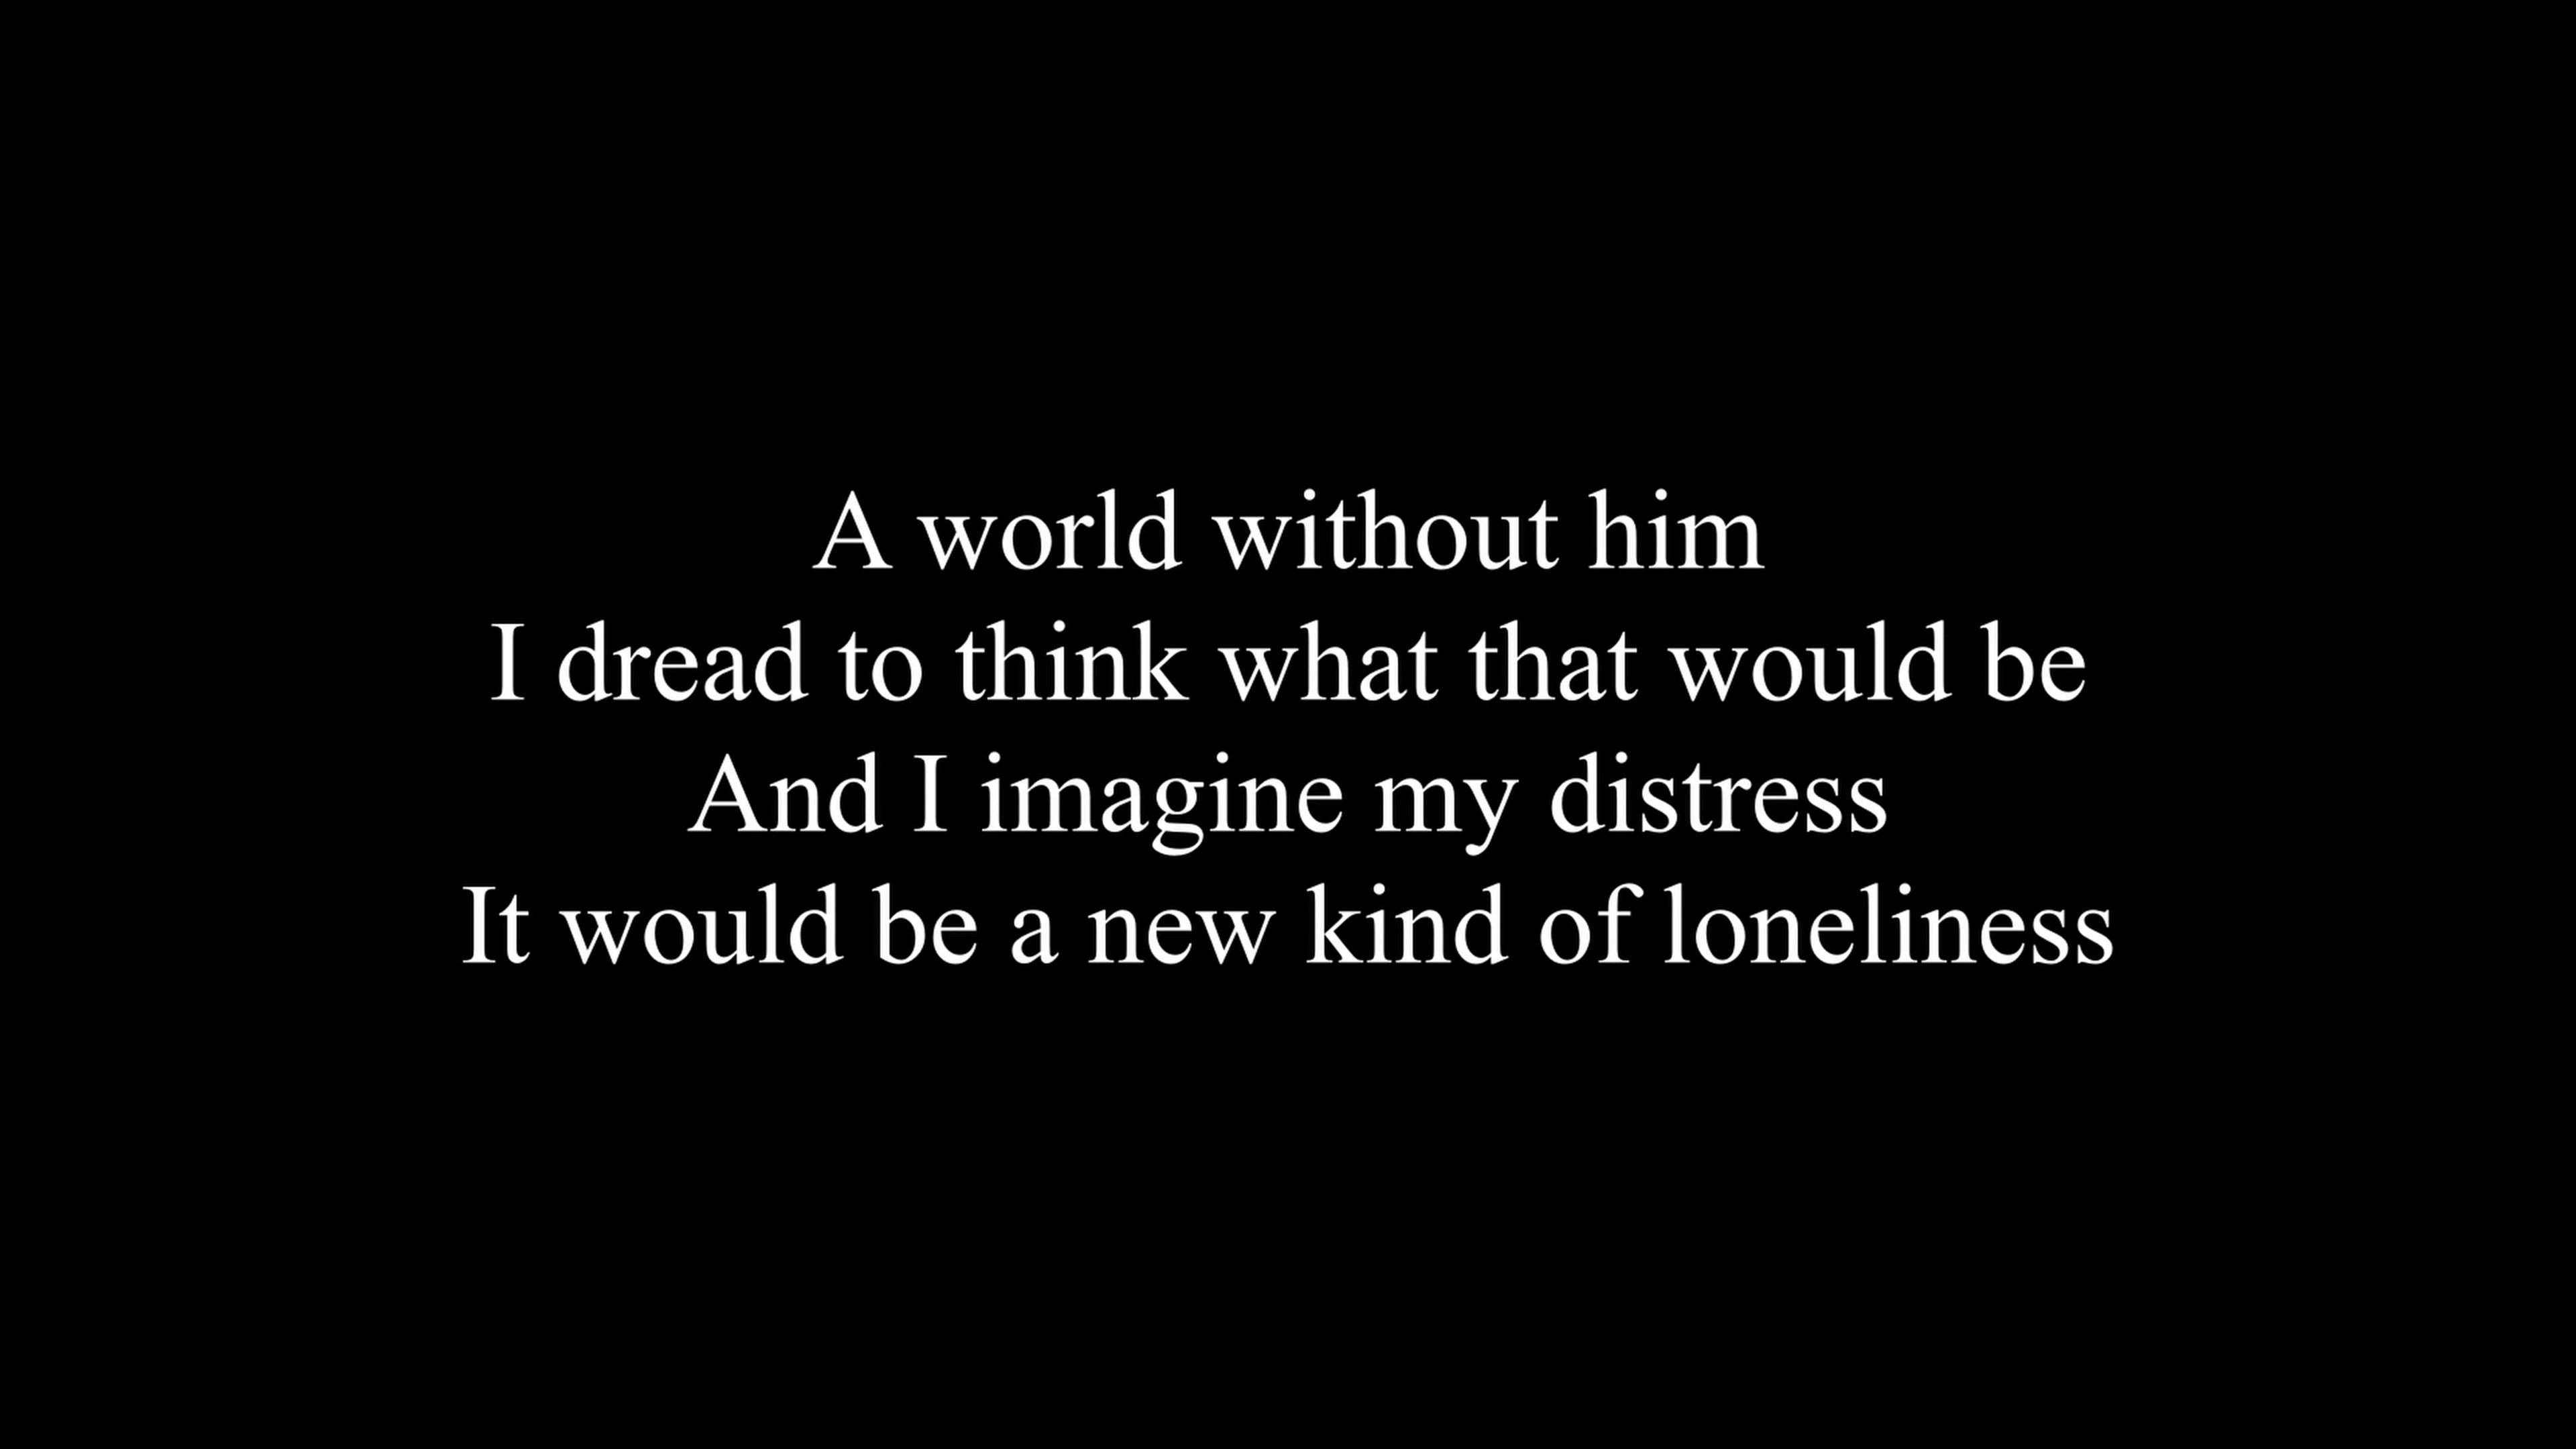 A world without him
I dread to think what that would be
And I imagine my distress
It would be a new kind of loneliness